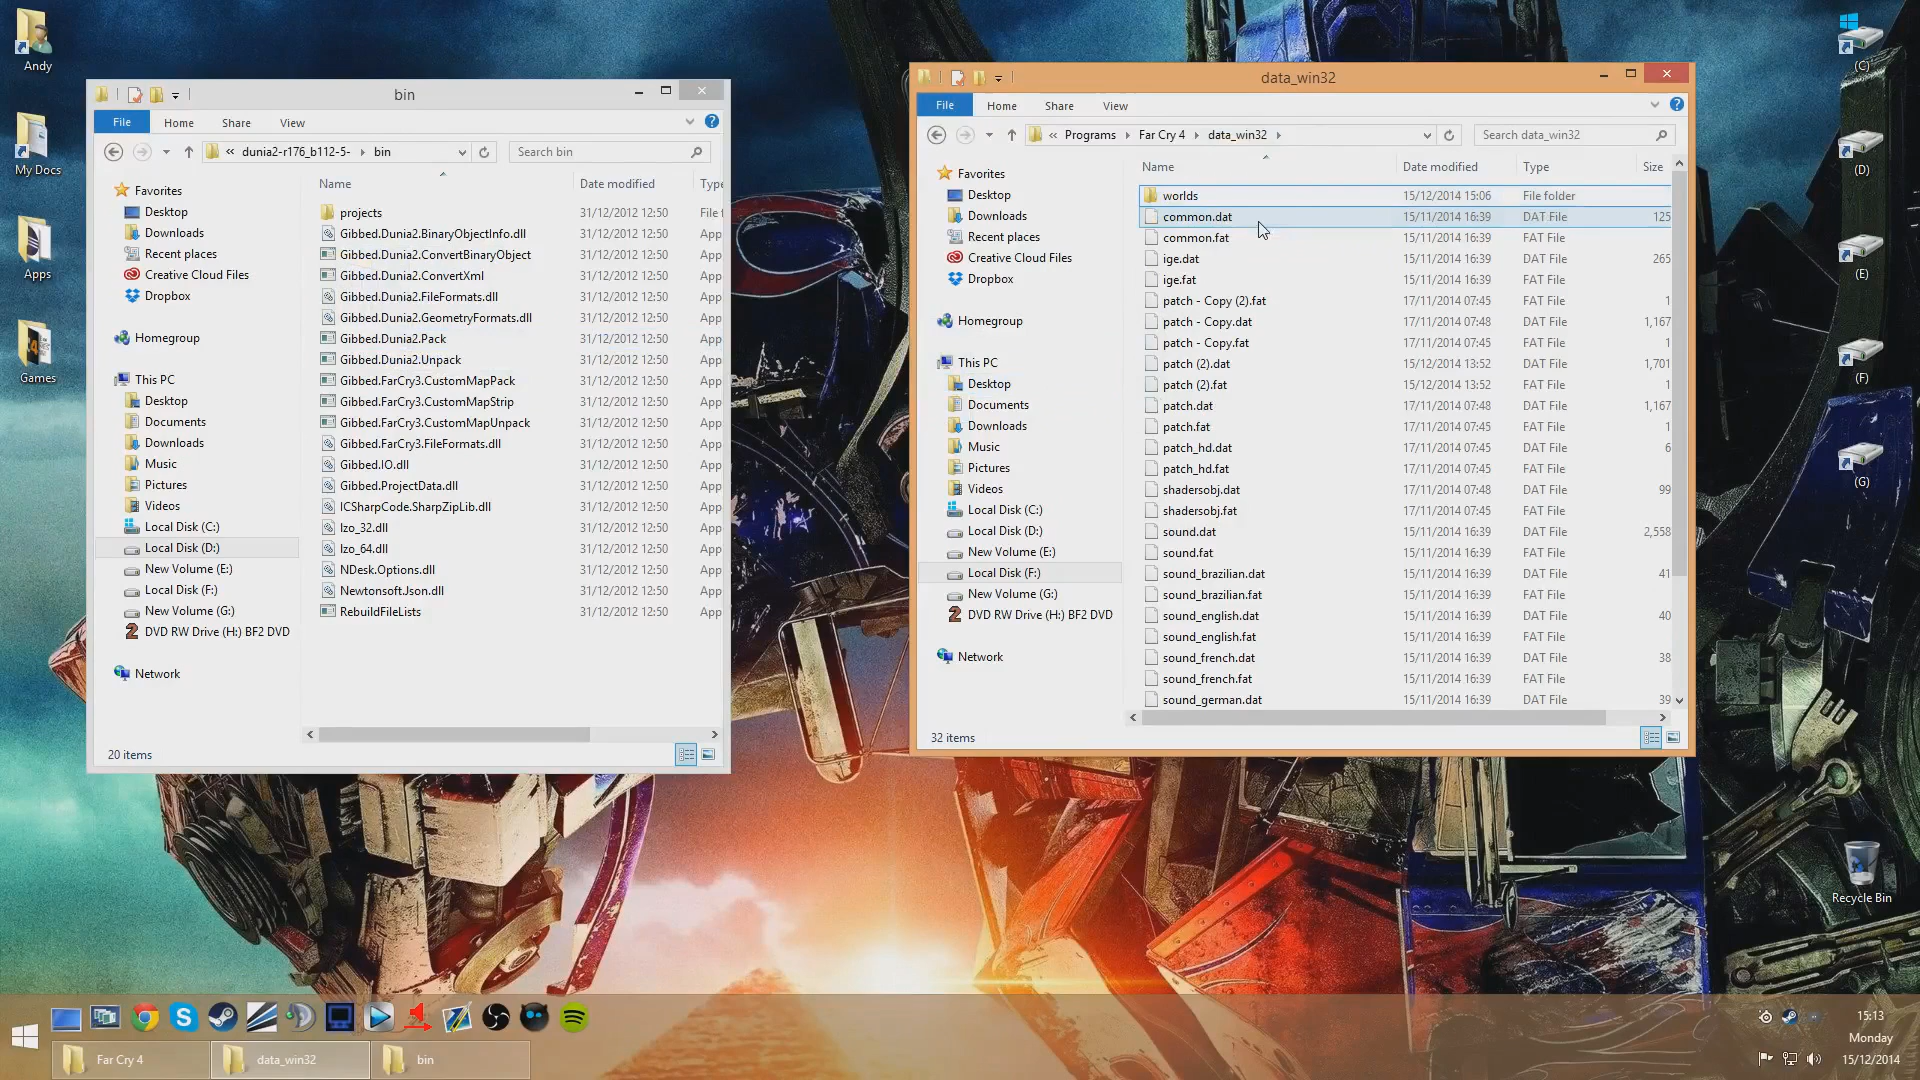 Andy
My Docs
Apps
Games
bin
File Home Share View
« dunia2-r176_b112-5- bin
Search bin
Favorites
Desktop
Downloads
Recent places
Creative Cloud Files
Dropbox
Homegroup
This PC
Desktop
Documents
Downloads
Music
Pictures
Videos
Local Disk (C:)
Local Disk (D:)
New Volume (E:)
Local Disk (F:)
New Volume (G:)
DVD RW Drive (H:) BF2 DVD
Network
Name Date modified Type
projects 31/12/2012 12:50 File f
Gibbed.Dunia2.BinaryObjectInfo.dll 31/12/2012 12:50 App
Gibbed.Dunia2.ConvertBinaryObject 31/12/2012 12:50 App
Gibbed.Dunia2.ConvertXml 31/12/2012 12:50 App
Gibbed.Dunia2.FileFormats.dll 31/12/2012 12:50 App
Gibbed.Dunia2.GeometryFormats.dll 31/12/2012 12:50 App
Gibbed.Dunia2.Pack 31/12/2012 12:50 App
Gibbed.Dunia2.Unpack 31/12/2012 12:50 App
Gibbed.FarCry3.CustomMapPack 31/12/2012 12:50 App
Gibbed.FarCry3.CustomMapStrip 31/12/2012 12:50 App
Gibbed.FarCry3.CustomMapUnpack 31/12/2012 12:50 App
Gibbed.FarCry3.FileFormats.dll 31/12/2012 12:50 App
Gibbed.IO.dll 31/12/2012 12:50 App
Gibbed.ProjectData.dll 31/12/2012 12:50 App
ICSharpCode.SharpZipLib.dll 31/12/2012 12:50 App
lzo_32.dll 31/12/2012 12:50 App
lzo_64.dll 31/12/2012 12:50 App
NDesk.Options.dll 31/12/2012 12:50 App
Newtonsoft.Json.dll 31/12/2012 12:50 App
RebuildFileLists 31/12/2012 12:50 App
20 items
data_win32
File Home Share View
« Programs Far Cry 4 data_win32
Search data_win32
Favorites
Desktop
Downloads
Recent places
Creative Cloud Files
Dropbox
Homegroup
This PC
Desktop
Documents
Downloads
Music
Pictures
Videos
Local Disk (C:)
Local Disk (D:)
New Volume (E:)
Local Disk (F:)
New Volume (G:)
DVD RW Drive (H:) BF2 DVD
Network
Name Date modified Type Size
worlds 15/12/2014 15:06 File folder
common.dat 15/11/2014 16:39 DAT File 125
common.fat 15/11/2014 16:39 FAT File
ige.dat 15/11/2014 16:39 DAT File 265
ige.fat 15/11/2014 16:39 FAT File
patch - Copy (2).fat 17/11/2014 07:45 FAT File 1
patch - Copy.dat 17/11/2014 07:48 DAT File 1,167
patch - Copy.fat 17/11/2014 07:45 FAT File 1
patch (2).dat 15/12/2014 13:52 DAT File 1,701
patch (2).fat 15/12/2014 13:52 FAT File 1
patch.dat 17/11/2014 07:48 DAT File 1,167
patch.fat 17/11/2014 07:45 FAT File 1
patch_hd.dat 17/11/2014 07:45 DAT File 6
patch_hd.fat 17/11/2014 07:45 FAT File
shadersobj.dat 17/11/2014 07:48 DAT File 99
shadersobj.fat 17/11/2014 07:45 FAT File
sound.dat 15/11/2014 16:39 DAT File 2,558
sound.fat 15/11/2014 16:39 FAT File
sound_brazilian.dat 15/11/2014 16:39 DAT File 41
sound_brazilian.fat 15/11/2014 16:39 FAT File
sound_english.dat 15/11/2014 16:39 DAT File 40
sound_english.fat 15/11/2014 16:39 FAT File
sound_french.dat 15/11/2014 16:39 DAT File 38
sound_french.fat 15/11/2014 16:39 FAT File
sound_german.dat 15/11/2014 16:39 DAT File 39
32 items
(C)
(D)
(E)
(F)
(G)
Recycle Bin
Far Cry 4
data_win32
bin
15:13
Monday
15/12/2014